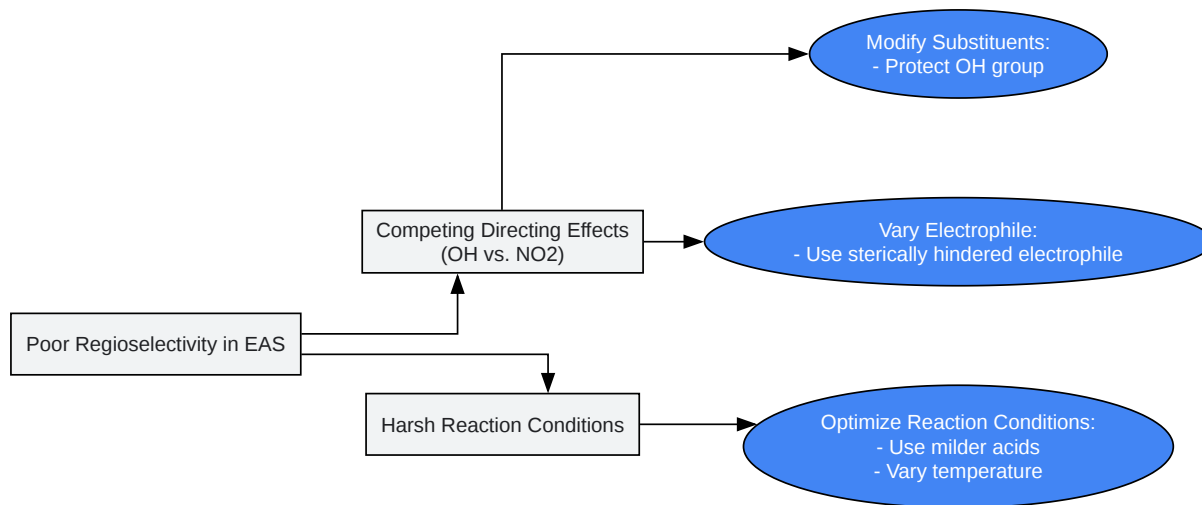 Modify Substituents:
- Protect OH group
Competing Directing Effects
(OH vs. NO2)
Vary Electrophile:
- Use sterically hindered electrophile
Poor Regioselectivity in EAS
Harsh Reaction Conditions
Optimize Reaction Conditions:
- Use milder acids
- Vary temperature